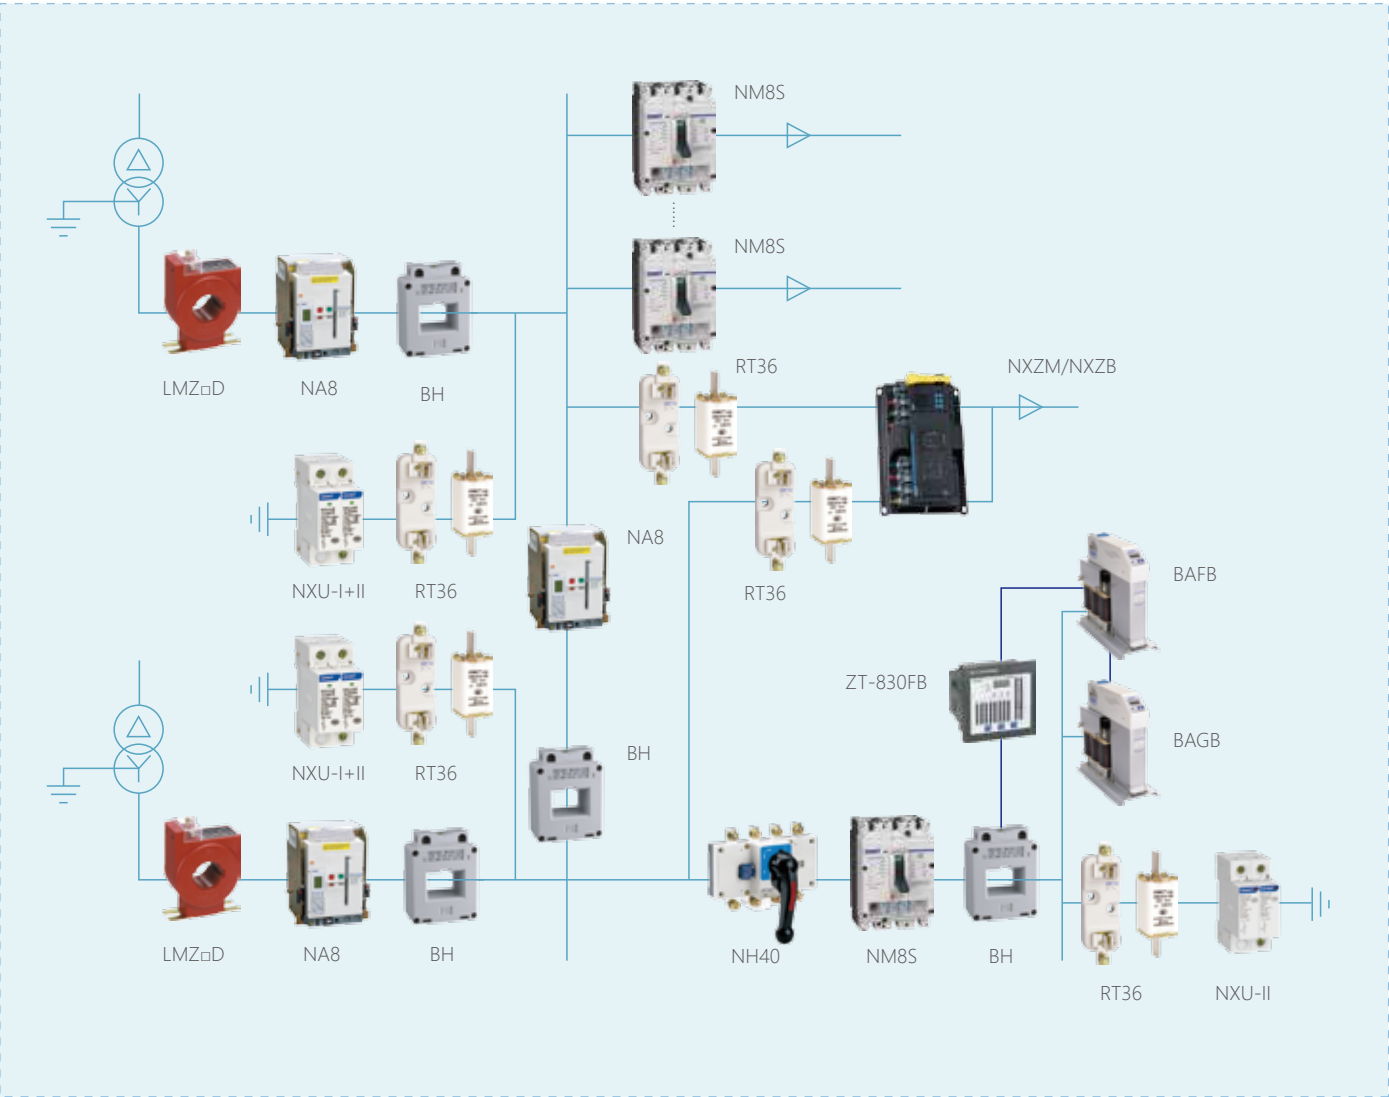 NM8S
NM8S
RT36
NXZM/NXZB
LMZ□D
NA8
BH
NXU-I+II
RT36
NA8
RT36
BAFB
ZT-830FB
BAGB
NXU-I+II
RT36
BH
LMZ□D
NA8
BH
NH40
NM8S
BH
RT36
NXU-II